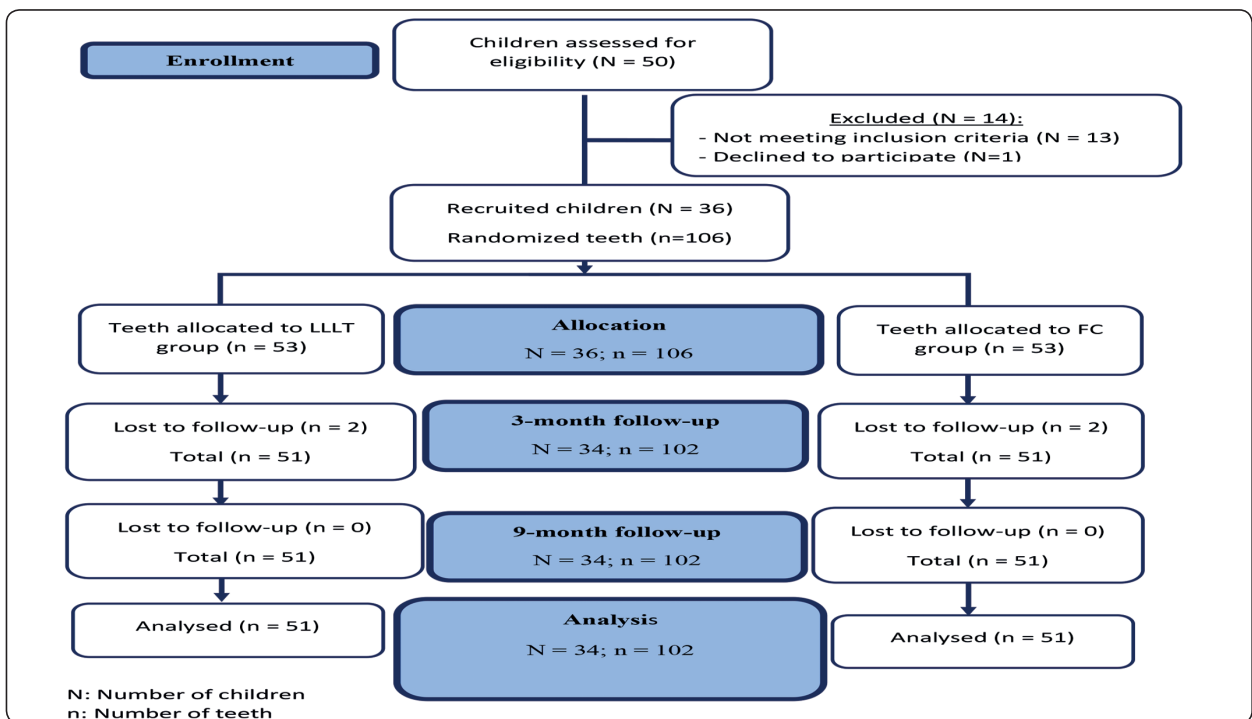 Enrollment
Children assessed for
eligibility (N = 50)
Excluded (N = 14):
- Not meeting inclusion criteria (N = 13)
- Declined to participate (N=1)
Recruited children (N = 36)
Randomized teeth (n=106)
Teeth allocated to LLLT
group (n = 53)
Allocation
N = 36; n = 106
Teeth allocated to FC
group (n = 53)
Lost to follow-up (n = 2)
Total (n = 51)
3-month follow-up
N = 34; n = 102
Lost to follow-up (n = 2)
Total (n = 51)
Lost to follow-up (n = 0)
Total (n = 51)
9-month follow-up
N = 34; n = 102
Lost to follow-up (n = 0)
Total (n = 51)
Analysed (n = 51)
Analysis
N = 34; n = 102
Analysed (n = 51)
N: Number of children
n: Number of teeth